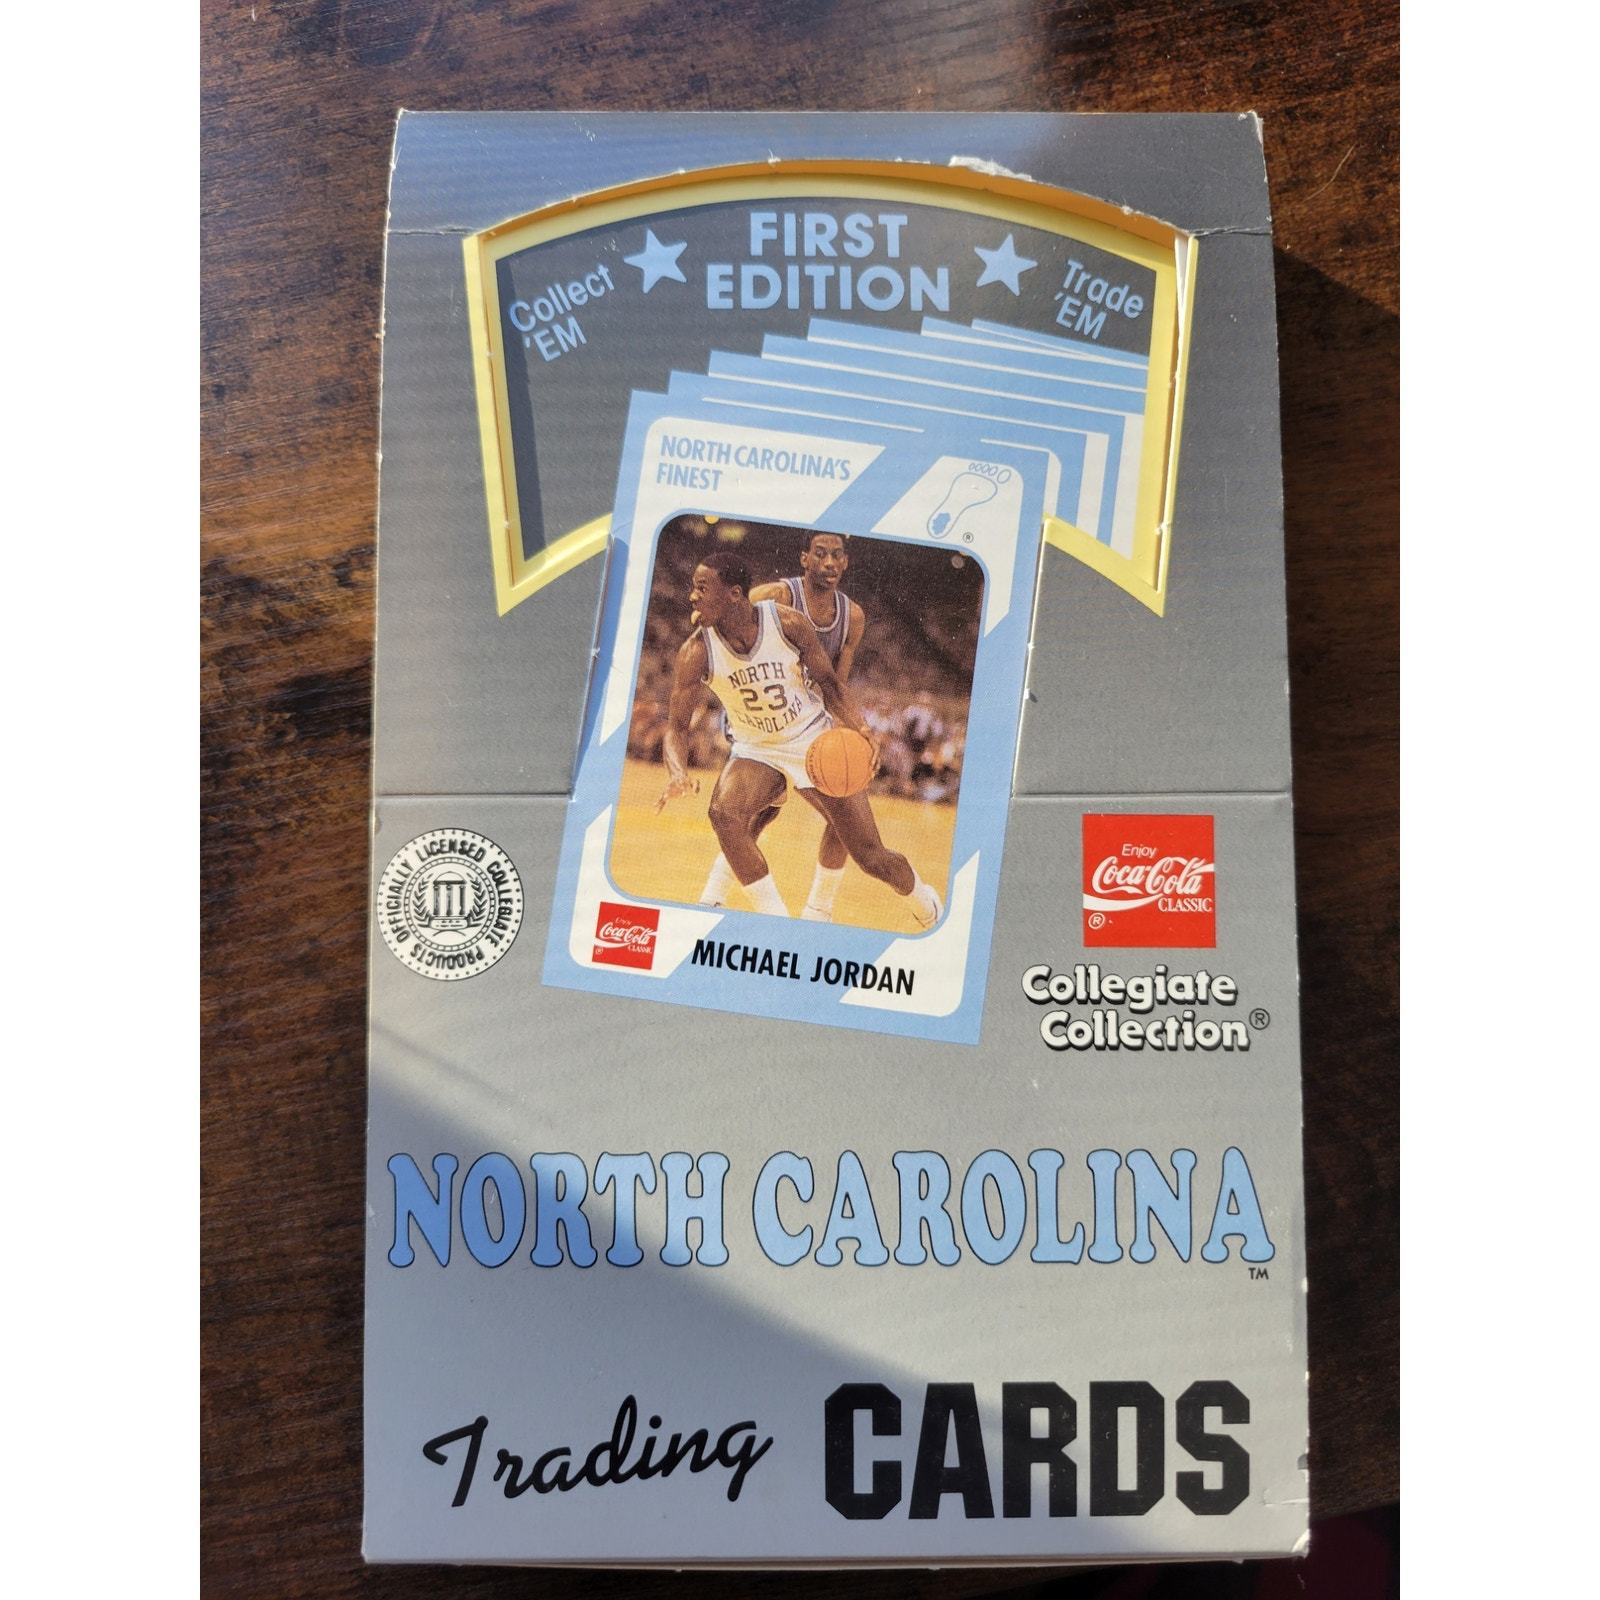 FIRST
EDITION
Collect
'EM
Trade
'EM
NORTH CAROLINA'S
FINEST
®
NORTH
23
CAROLINA
Enjoy
Coca-Cola
CLASSIC
®
MICHAEL JORDAN
OFFICIALLY LICENSED COLLEGIATE PRODUCTS
Enjoy
Coca-Cola
CLASSIC
®
Collegiate
Collection®
NORTH CAROLINA
TM
Trading CARDS